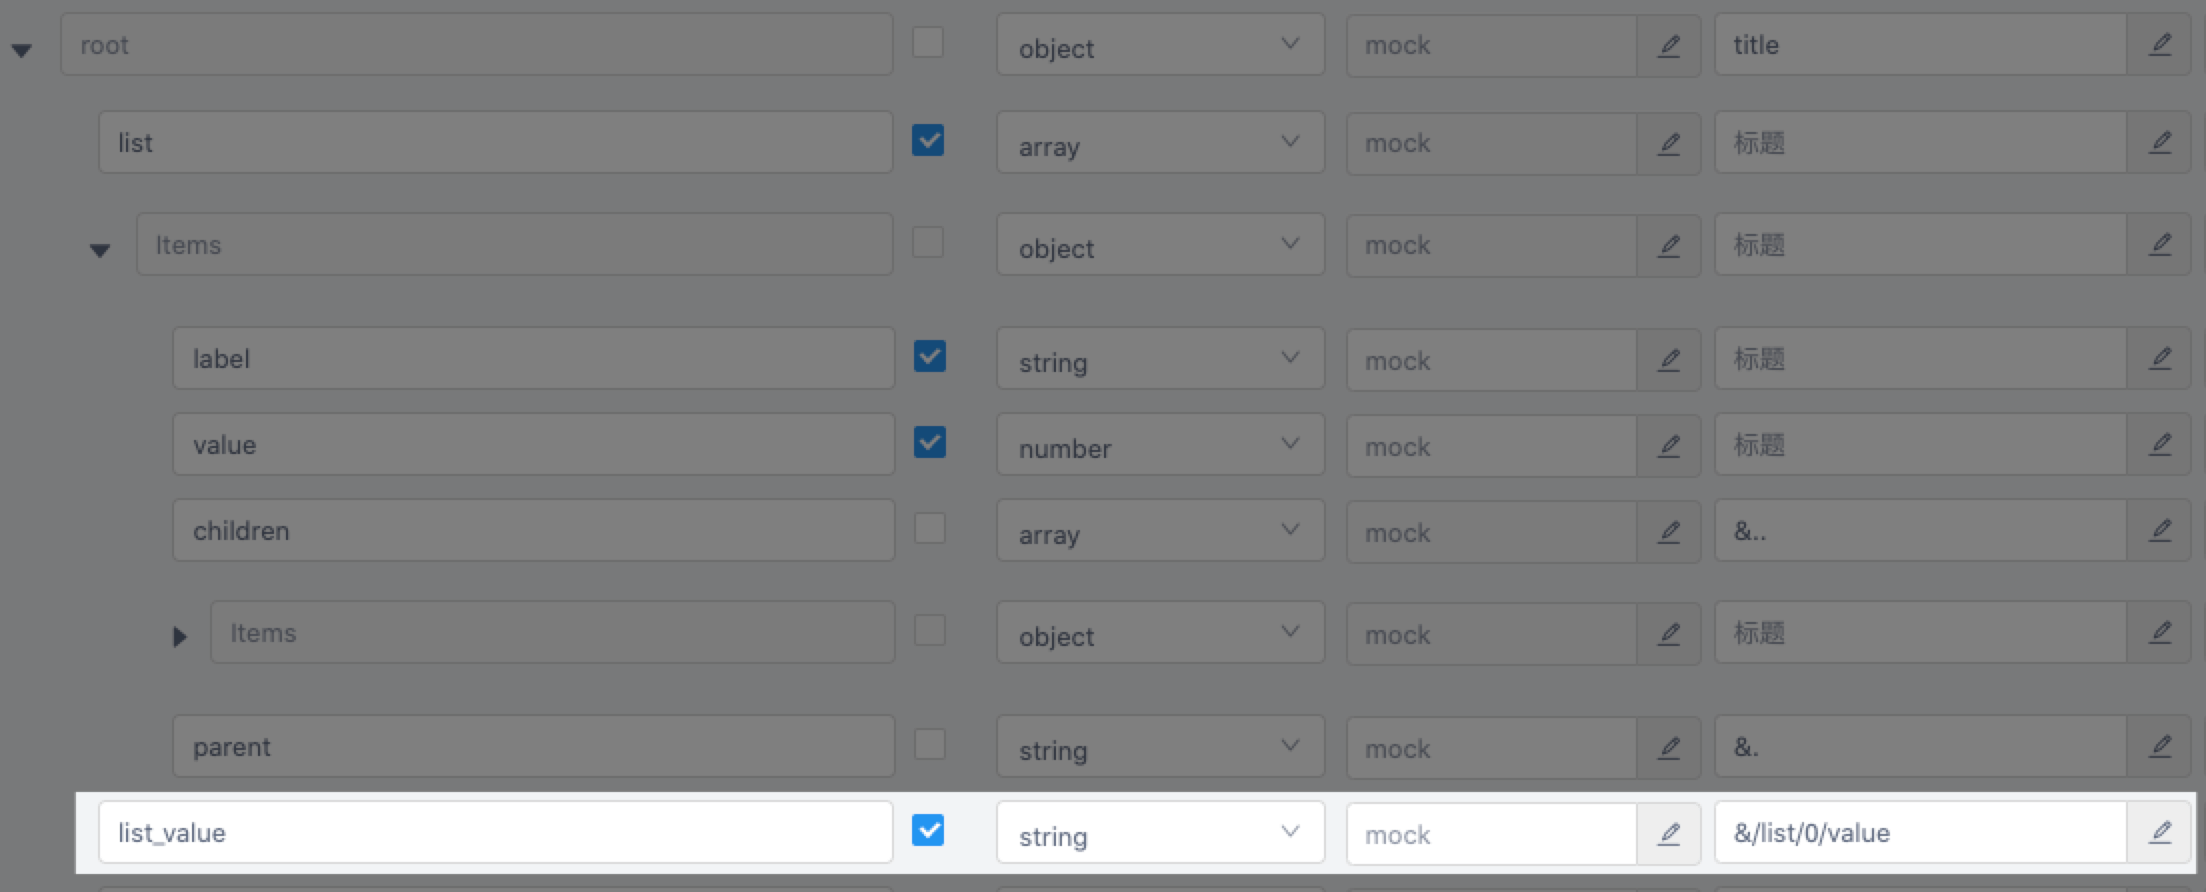 root object mock title
list array mock 标题
Items object mock 标题
label string mock 标题
value number mock 标题
children array mock &..
Items object mock 标题
parent string mock &.
list_value string mock &/list/0/value